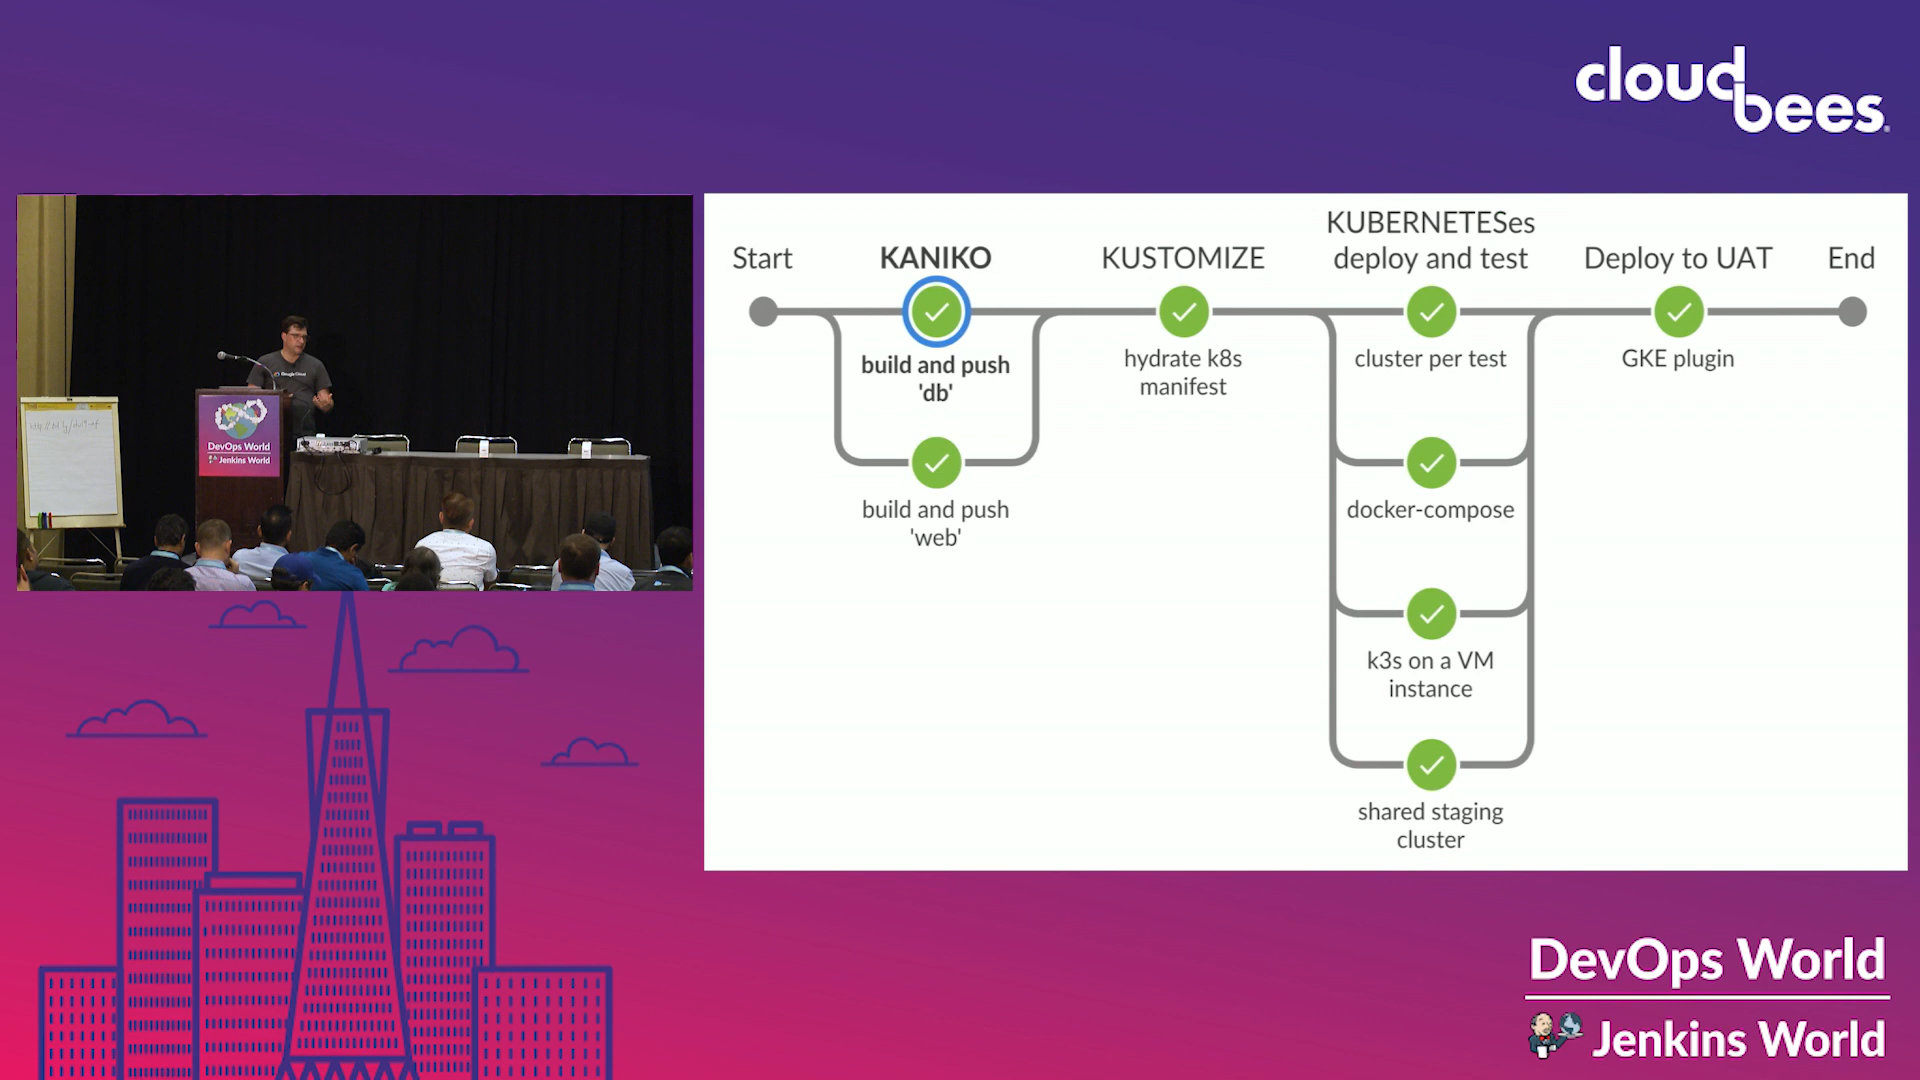 cloudbees
Start
KANIKO
KUSTOMIZE
KUBERNETESes
deploy and test
Deploy to UAT
End
build and push
'db'
hydrate k8s
manifest
cluster per test
GKE plugin
build and push
'web'
docker-compose
k3s on a VM
instance
shared staging
cluster
Google Cloud
DevOps World
Jenkins World
DevOps World
Jenkins World